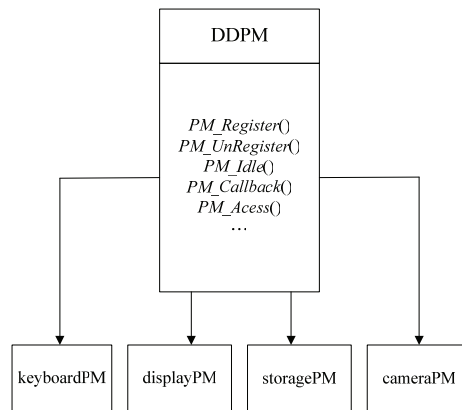 DDPM
PM_Register()
PM_UnRegister()
PM_Idle()
PM_Callback()
PM_Acess()
...
keyboardPM displayPM storagePM cameraPM